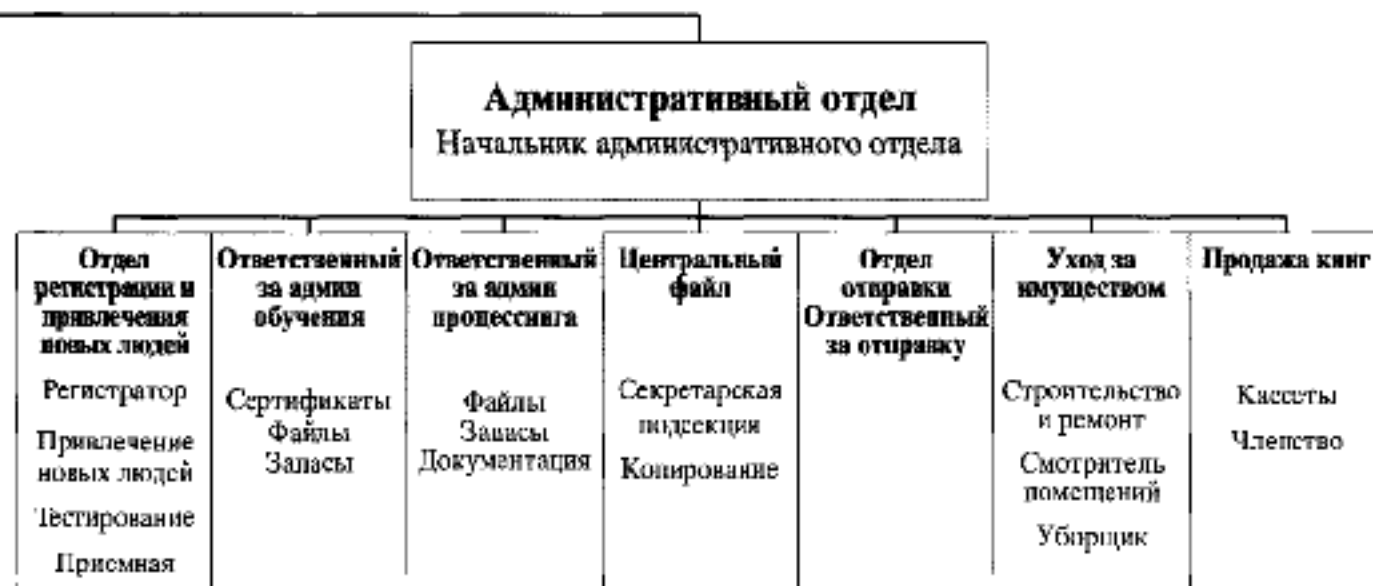 Административный отдел
Начальник административного отдела
Отдел
регистрации и
привлечения
новых людей
Регистратор
Привлечение
новых людей
Тестирование
Приемная
Ответственный
за админ
обучения
Сертификаты
Файлы
Запасы
Ответственный
за админ
процессинга
Файлы
Запасы
Документация
Центральный
файл
Секретарская
подсекция
Копирование
Отдел
отправки
Ответственный
за отправку
Уход за
имуществом
Строительство
и ремонт
Смотритель
помещений
Уборщик
Продажа книг
Кассеты
Членство